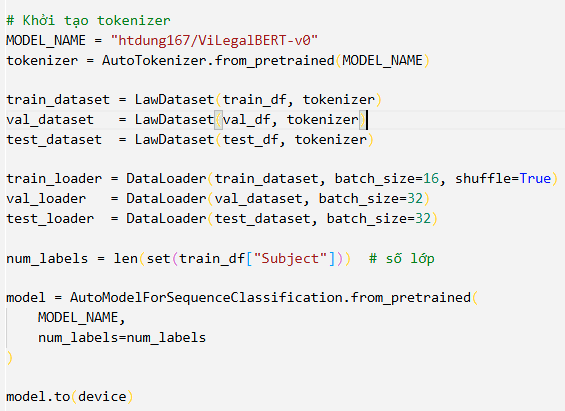 # Khởi tạo tokenizer
MODEL_NAME = "htdung167/ViLegalBERT-v0"
tokenizer = AutoTokenizer.from_pretrained(MODEL_NAME)
train_dataset = LawDataset(train_df, tokenizer)
val_dataset   = LawDataset(val_df, tokenizer)
test_dataset  = LawDataset(test_df, tokenizer)
train_loader = DataLoader(train_dataset, batch_size=16, shuffle=True)
val_loader   = DataLoader(val_dataset, batch_size=32)
test_loader  = DataLoader(test_dataset, batch_size=32)
num_labels = len(set(train_df["Subject"]))  # số lớp
model = AutoModelForSequenceClassification.from_pretrained(
    MODEL_NAME,
    num_labels=num_labels
)
model.to(device)